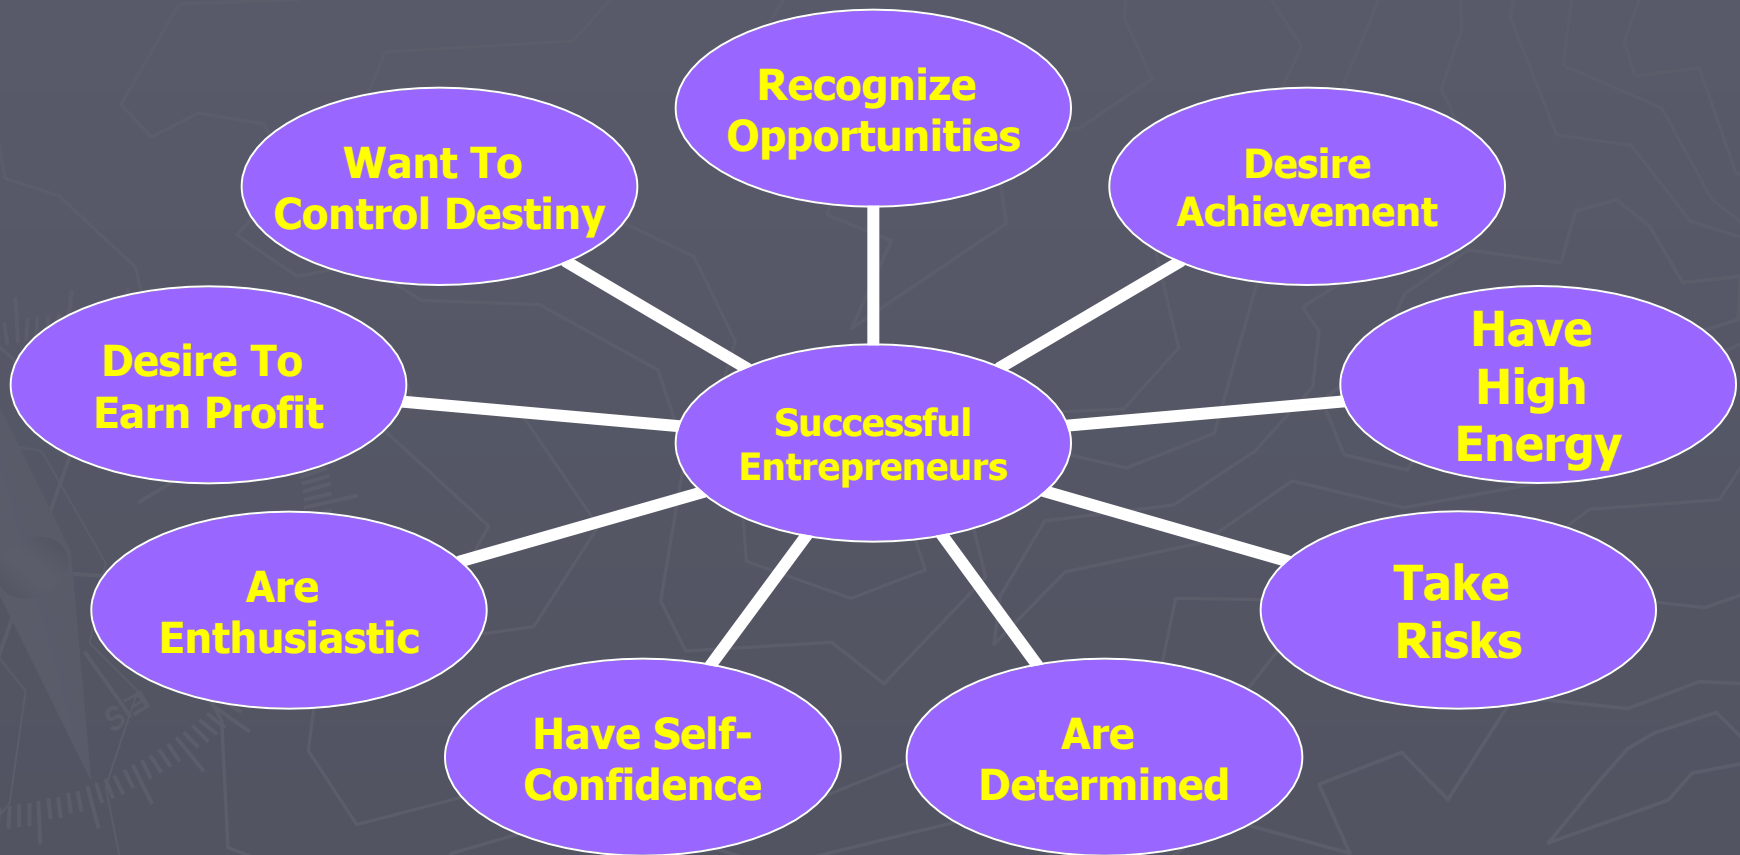 Recognize
Opportunities
Want To
Control Destiny
Desire
Achievement
Desire To
Earn Profit
Have
High
Energy
Successful
Entrepreneurs
Are
Enthusiastic
Take
Risks
Have Self-
Confidence
Are
Determined
SE